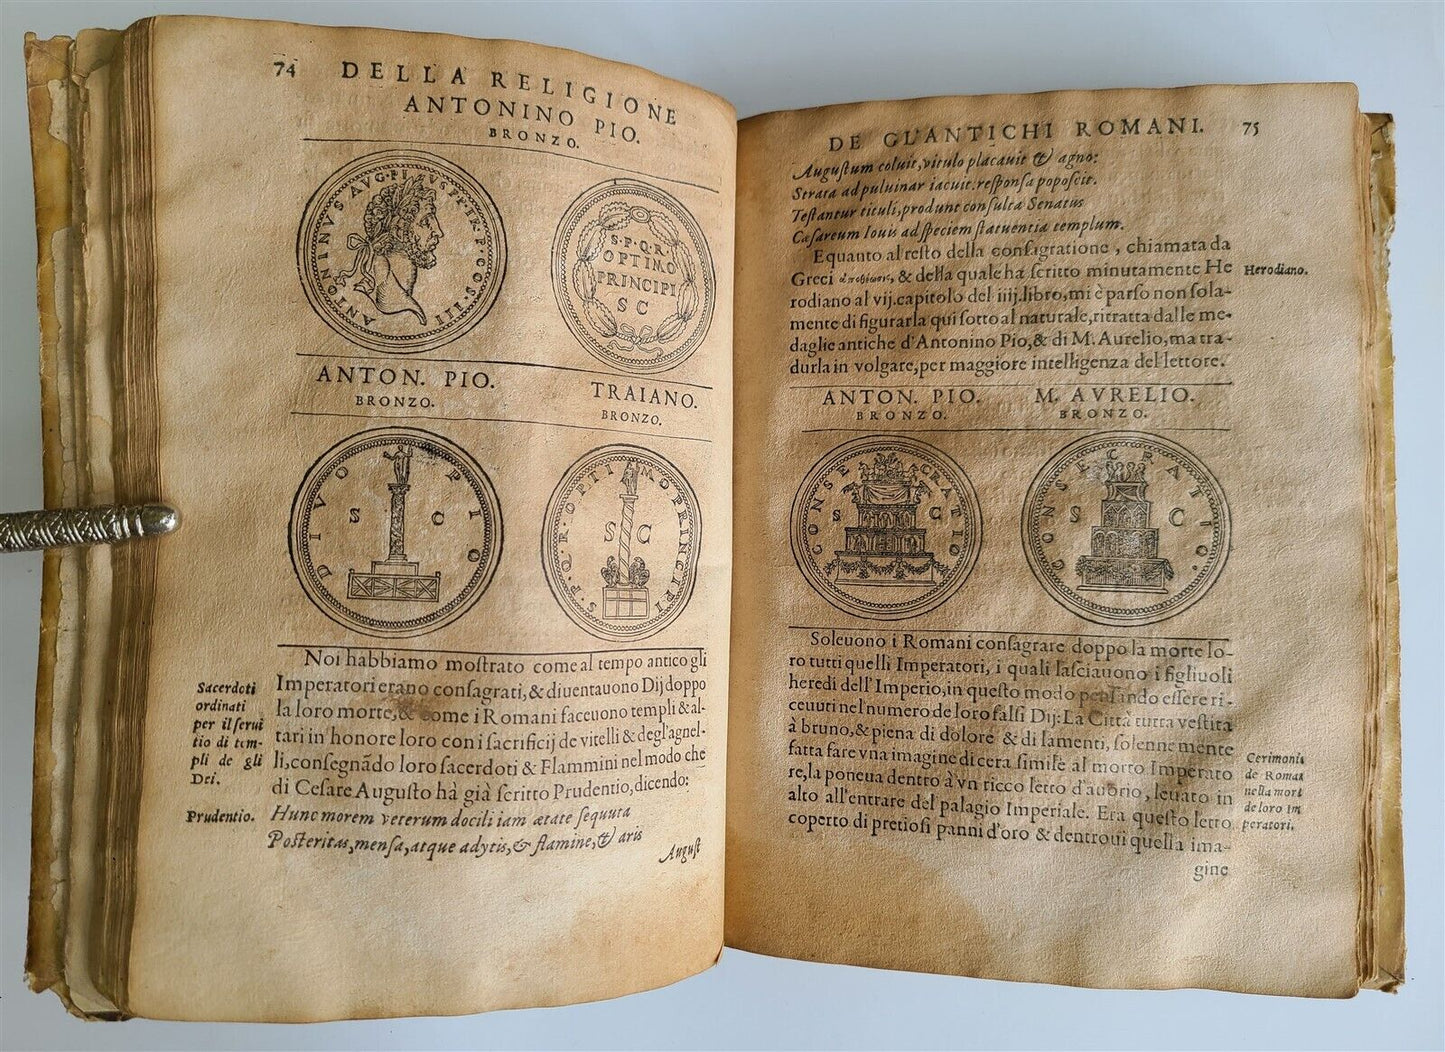 74 DELLA RELIGIONE
ANTONINO PIO.
BRONZO.
ANTONINVS AVG·PIVS PP·TR·P·COS·IIII
S·P·Q·R·
OPTIMO
PRINCIPI
S C
ANTON. PIO.
BRONZO.
TRAIANO.
BRONZO.
DIVO PIO
S C
S·P·Q·R·OPTIMO PRINCIPI
S C
Noi habbiamo mostrato come al tempo antico gli
Imperatori erano consagrati, & diuentauono Dij doppo
la loro morte, & come i Romani faceuono templi & al-
tari in honore loro con i sacrificij de vitelli & degl'agnel-
li, consegnãdo loro sacerdoti & Flammini nel modo che
di Cesare Augusto hà già scritto Prudentio, dicendo:
Hunc morem veterum docili iam ætate sequuta
Posteritas, mensa, atque adytis, & flamine, & aris
August
Sacerdoti
ordinati
per il serui
tio di tem-
pli de gli
Dei.
Prudentio.
DE GL'ANTICHI ROMANI. 75
Augustum coluit, vitulo placauit & agno:
Strata ad puluinar iacuit. responsa poposcit.
Testantur tituli, produnt consulta Senatus
Cæsareum Iouis ad speciem statuentia templum.
Equanto al resto della consagratione, chiamata da
Greci & della quale ha scritto minutamente He
rodiano al vij. capitolo del iiij. libro, mi è parso non sola-
mente di figurarla qui sotto al naturale, ritratta dalle me-
daglie antiche d'Antonino Pio, & di M. Aurelio, ma tra-
durla in volgare, per maggiore intelligenza del lettore.
Herodiano.
ANTON. PIO.
BRONZO.
M. AVRELIO.
BRONZO.
CONSECRATIO
S C
CONSECRATIO·
S C
Soleuono i Romani consagrare doppo la morte lo-
ro tutti quelli Imperatori, i quali lasciauono i figliuoli
heredi dell'Imperio, in questo modo pensando essere ri-
ceuuti nel numero de loro falsi Dij: La Città tutta vestita
à bruno, & piena di dolore & di lamenti, solennemente
fatta fare vna imagine di cera simile al morto Imperato
re, la poneua dentro à vn ricco letto d'auorio, leuato in
alto all'entrare del palagio Imperiale. Era questo letto
coperto di pretiosi panni d'oro & dentroui quella ima-
gine
Cerimonie
de Roman
nella mort
de loro im
peratori.